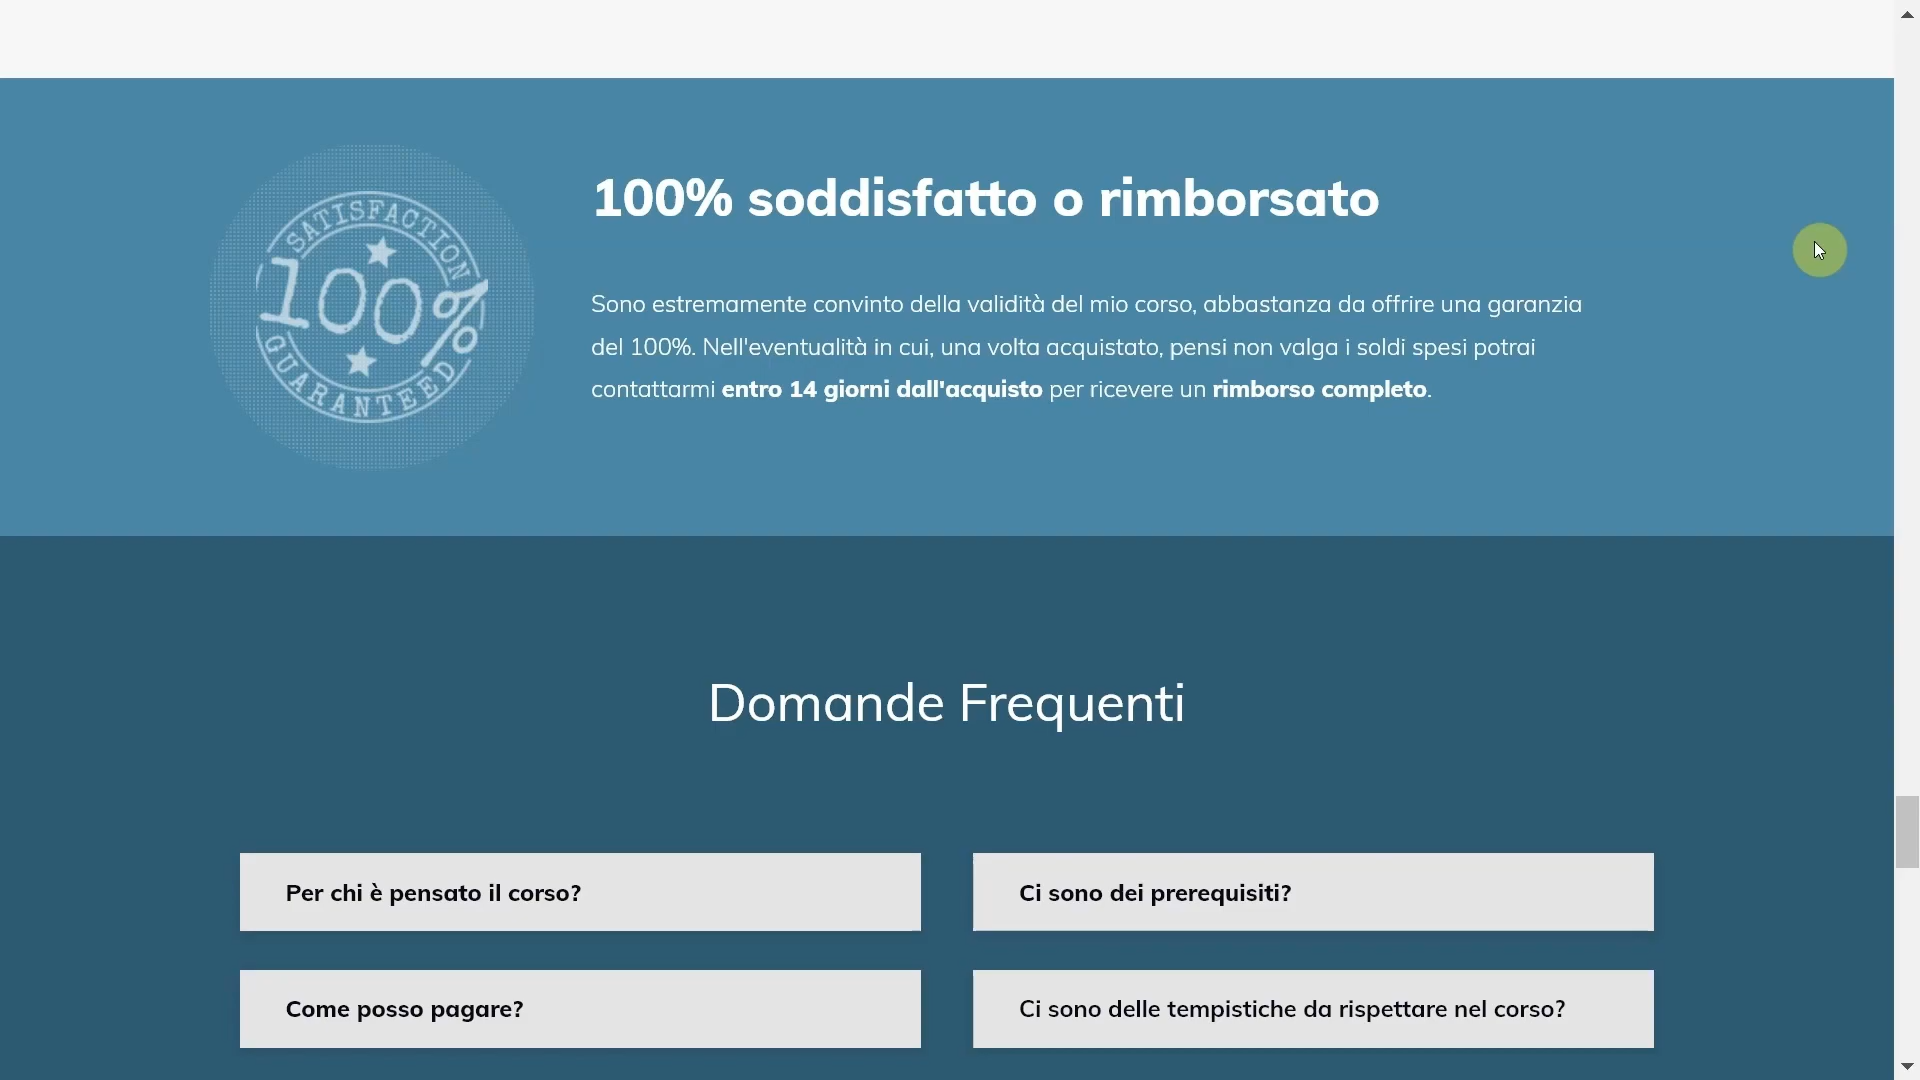 SATISFACTION
100%
GUARANTEED
100% soddisfatto o rimborsato
Sono estremamente convinto della validità del mio corso, abbastanza da offrire una garanzia
del 100%. Nell'eventualità in cui, una volta acquistato, pensi non valga i soldi spesi potrai
contattarmi entro 14 giorni dall'acquisto per ricevere un rimborso completo.
Domande Frequenti
Per chi è pensato il corso?
Ci sono dei prerequisiti?
Come posso pagare?
Ci sono delle tempistiche da rispettare nel corso?